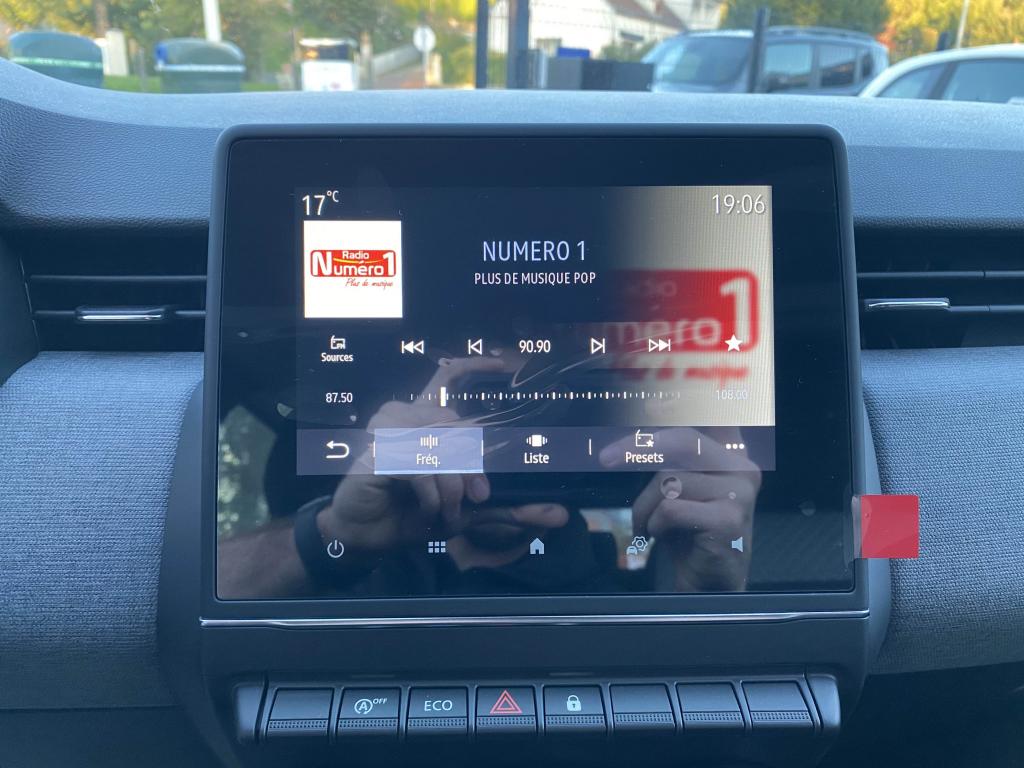 17°C
19:06
Radio
Numéro 1
Plus de musique
NUMERO 1
PLUS DE MUSIQUE POP
Sources
90.90
87.50
108.00
Fréq.
Liste
Presets
A OFF
ECO